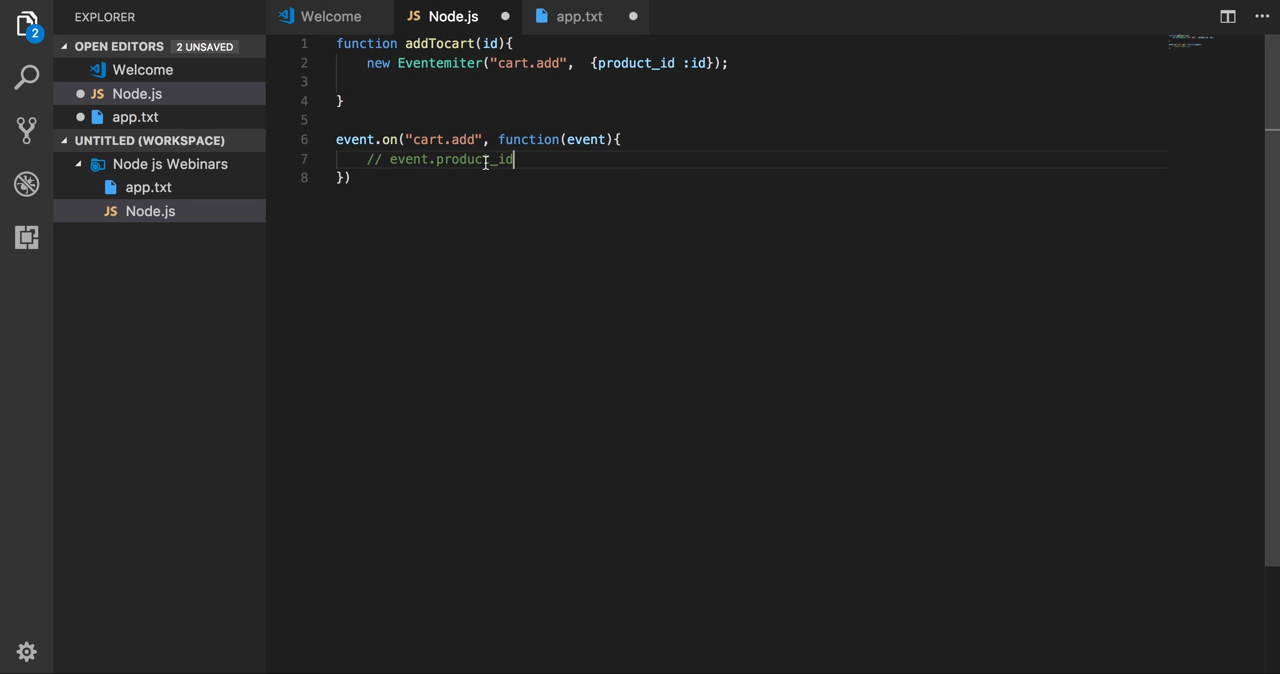 EXPLORER
Welcome
JS Node.js
app.txt
2
OPEN EDITORS 2 UNSAVED
Welcome
JS Node.js
app.txt
UNTITLED (WORKSPACE)
Node js Webinars
app.txt
JS Node.js
1 function addTocart(id){
2 new Eventemiter("cart.add", {product_id :id});
3
4 }
5
6 event.on("cart.add", function(event){
7 // event.product_id
8 })